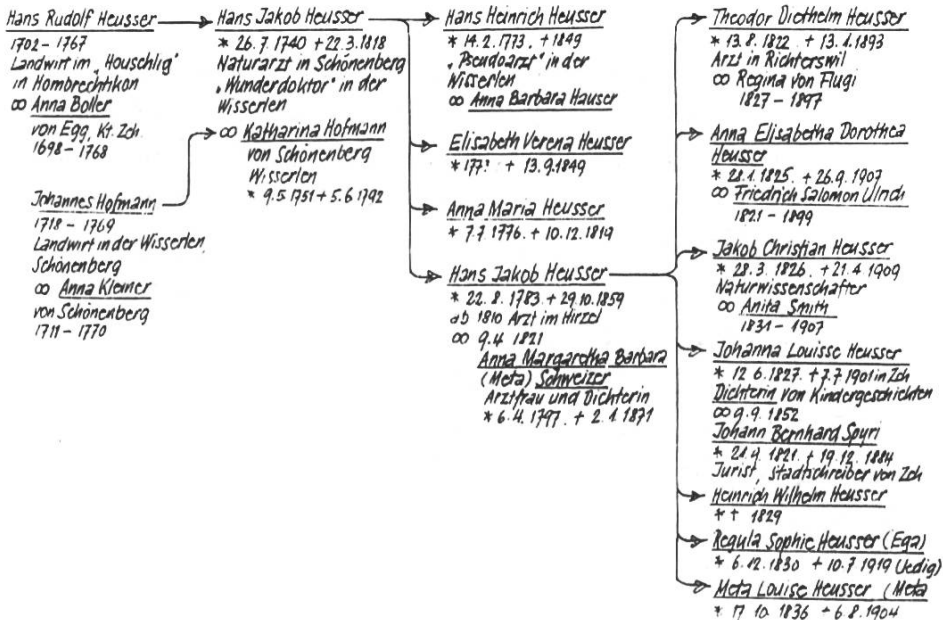 Hans Rudolf Heusser
1702 - 1767
Landwirt im „Houschlig"
in Hombrechtikon
∞ Anna Boller
von Egg, Kt. Zch.
1698 - 1768
Johannes Hofmann
1718 - 1769
Landwirt in der Wisserlen
Schönenberg
∞ Anna Kleiner
von Schönenberg
1711 - 1770
Hans Jakob Heusser
* 26.7.1740 + 22.3.1818
Naturarzt in Schönenberg
„Wunderdoktor" in der
Wisserlen
∞ Katharina Hofmann
von Schönenberg
Wisserlen
* 9.5.1751 + 5.6.1792
Hans Heinrich Heusser
* 14.2.1773. + 1849
„Pseudoarzt" in der
Wisserlen
∞ Anna Barbara Hauser
Elisabeth Verena Heusser
* 177? + 13.9.1849
Anna Maria Heusser
* 7.7.1776. + 10.12.1819
Hans Jakob Heusser
* 22.8.1783. + 29.10.1859
ab 1810 Arzt im Hirzel
∞ 9.4.1821
Anna Margaretha Barbara
(Meta) Schweizer
Arztfrau und Dichterin
* 6.4.1797. + 2.1.1871
Theodor Diethelm Heusser
* 13.8.1822. + 13.4.1893
Arzt in Richterswil
∞ Regina von Flugi
1827 - 1897
Anna Elisabetha Dorothea
Heusser
* 28.1.1825. + 26.9.1907
∞ Friedrich Salomon Ulrich
1821 - 1899
Jakob Christian Heusser
* 28.3.1826. + 21.4.1909
Naturwissenschafter
∞ Anita Smith
1831 - 1907
Johanna Louisse Heusser
* 12.6.1827. + 7.7.1901 in Zch
Dichterin von Kindergeschichten
∞ 9.9.1852
Johann Bernhard Spyri
* 21.9.1821. + 19.12.1884
Jurist, Stadtschreiber von Zch
Heinrich Wilhelm Heusser
* + 1829
Regula Sophie Heusser (Ega)
* 6.12.1830 + 10.7.1919 (Uedig)
Meta Louise Heusser (Meta
* 17.10.1836 + 6.8.1904